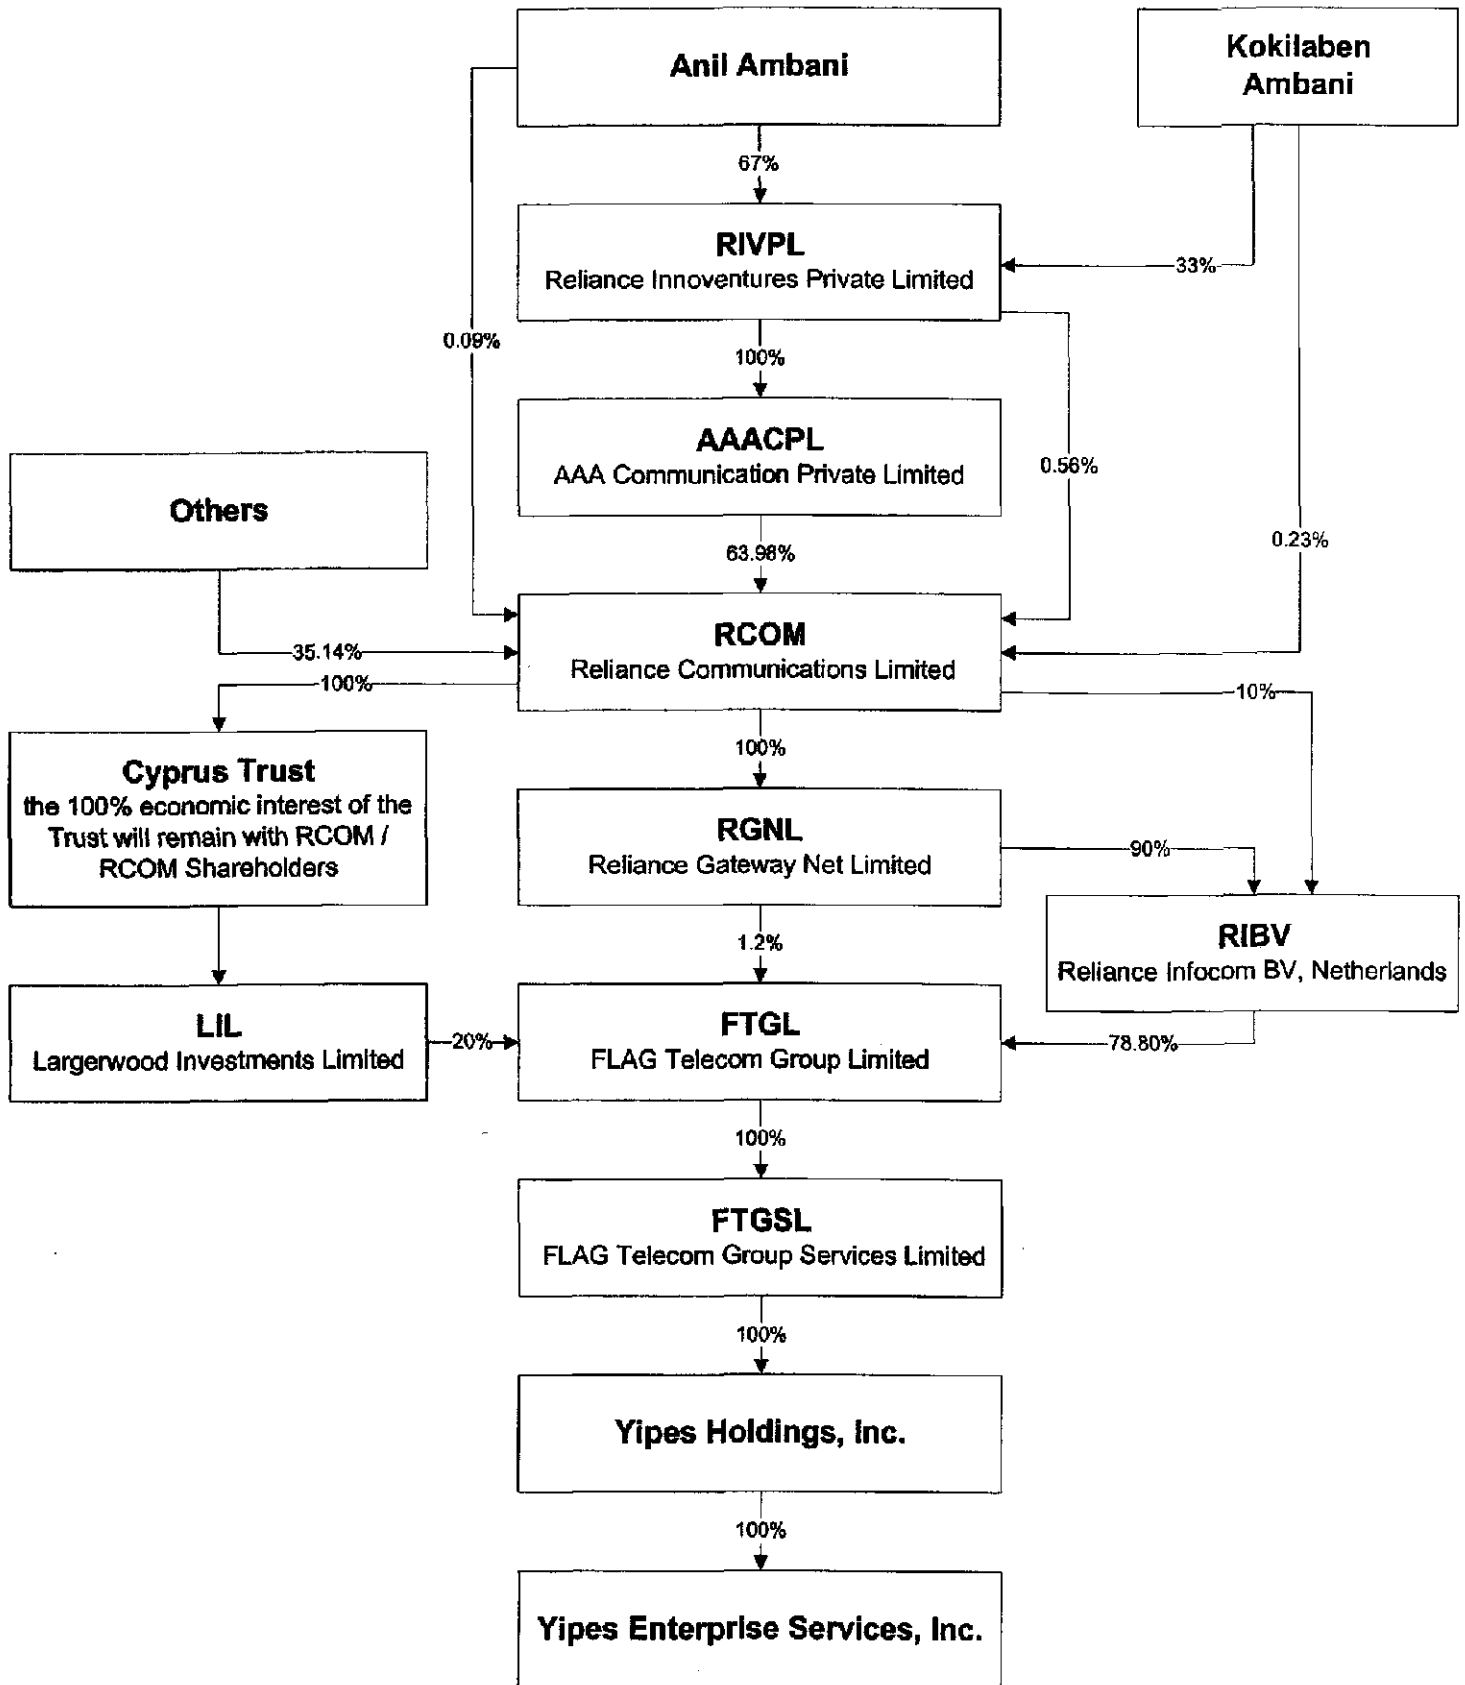 Anil Ambani
Kokilaben
Ambani
67%
RIVPL
Reliance Innoventures Private Limited
33%
0.09%
100%
AAACPL
AAA Communication Private Limited
0.56%
Others
63.98%
0.23%
RCOM
Reliance Communications Limited
35.14%
100%
10%
100%
Cyprus Trust
the 100% economic interest of the
Trust will remain with RCOM /
RCOM Shareholders
RGNL
Reliance Gateway Net Limited
90%
1.2%
RIBV
Reliance Infocom BV, Netherlands
LIL
Largerwood Investments Limited
20%
FTGL
FLAG Telecom Group Limited
78.80%
100%
FTGSL
FLAG Telecom Group Services Limited
100%
Yipes Holdings, Inc.
100%
Yipes Enterprise Services, Inc.